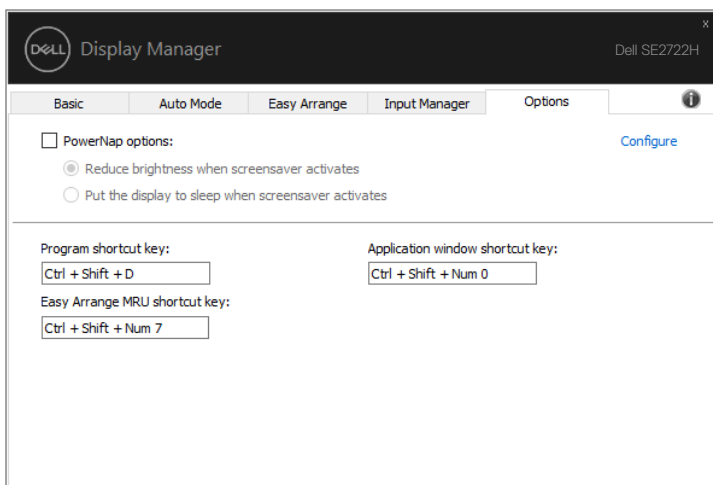 x
DELL Display Manager
Dell SE2722H
Basic Auto Mode Easy Arrange Input Manager Options i
PowerNap options: Configure
Reduce brightness when screensaver activates
Put the display to sleep when screensaver activates
Program shortcut key: Application window shortcut key:
Ctrl + Shift + D Ctrl + Shift + Num 0
Easy Arrange MRU shortcut key:
Ctrl + Shift + Num 7